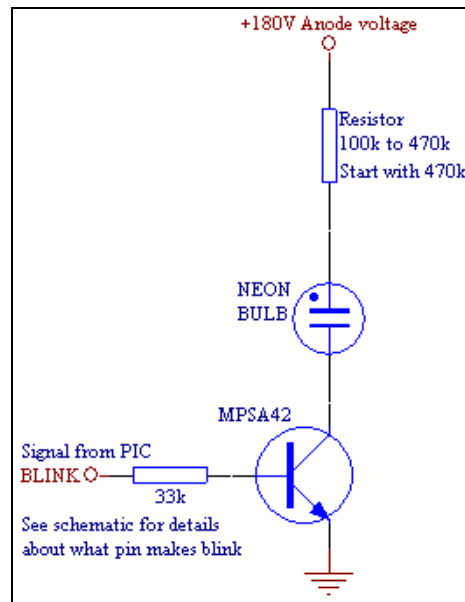 +180V Anode voltage
Resistor
100k to 470k
Start with 470k
NEON
BULB
MPSA42
Signal from PIC
BLINK
33k
See schematic for details
about what pin makes blink